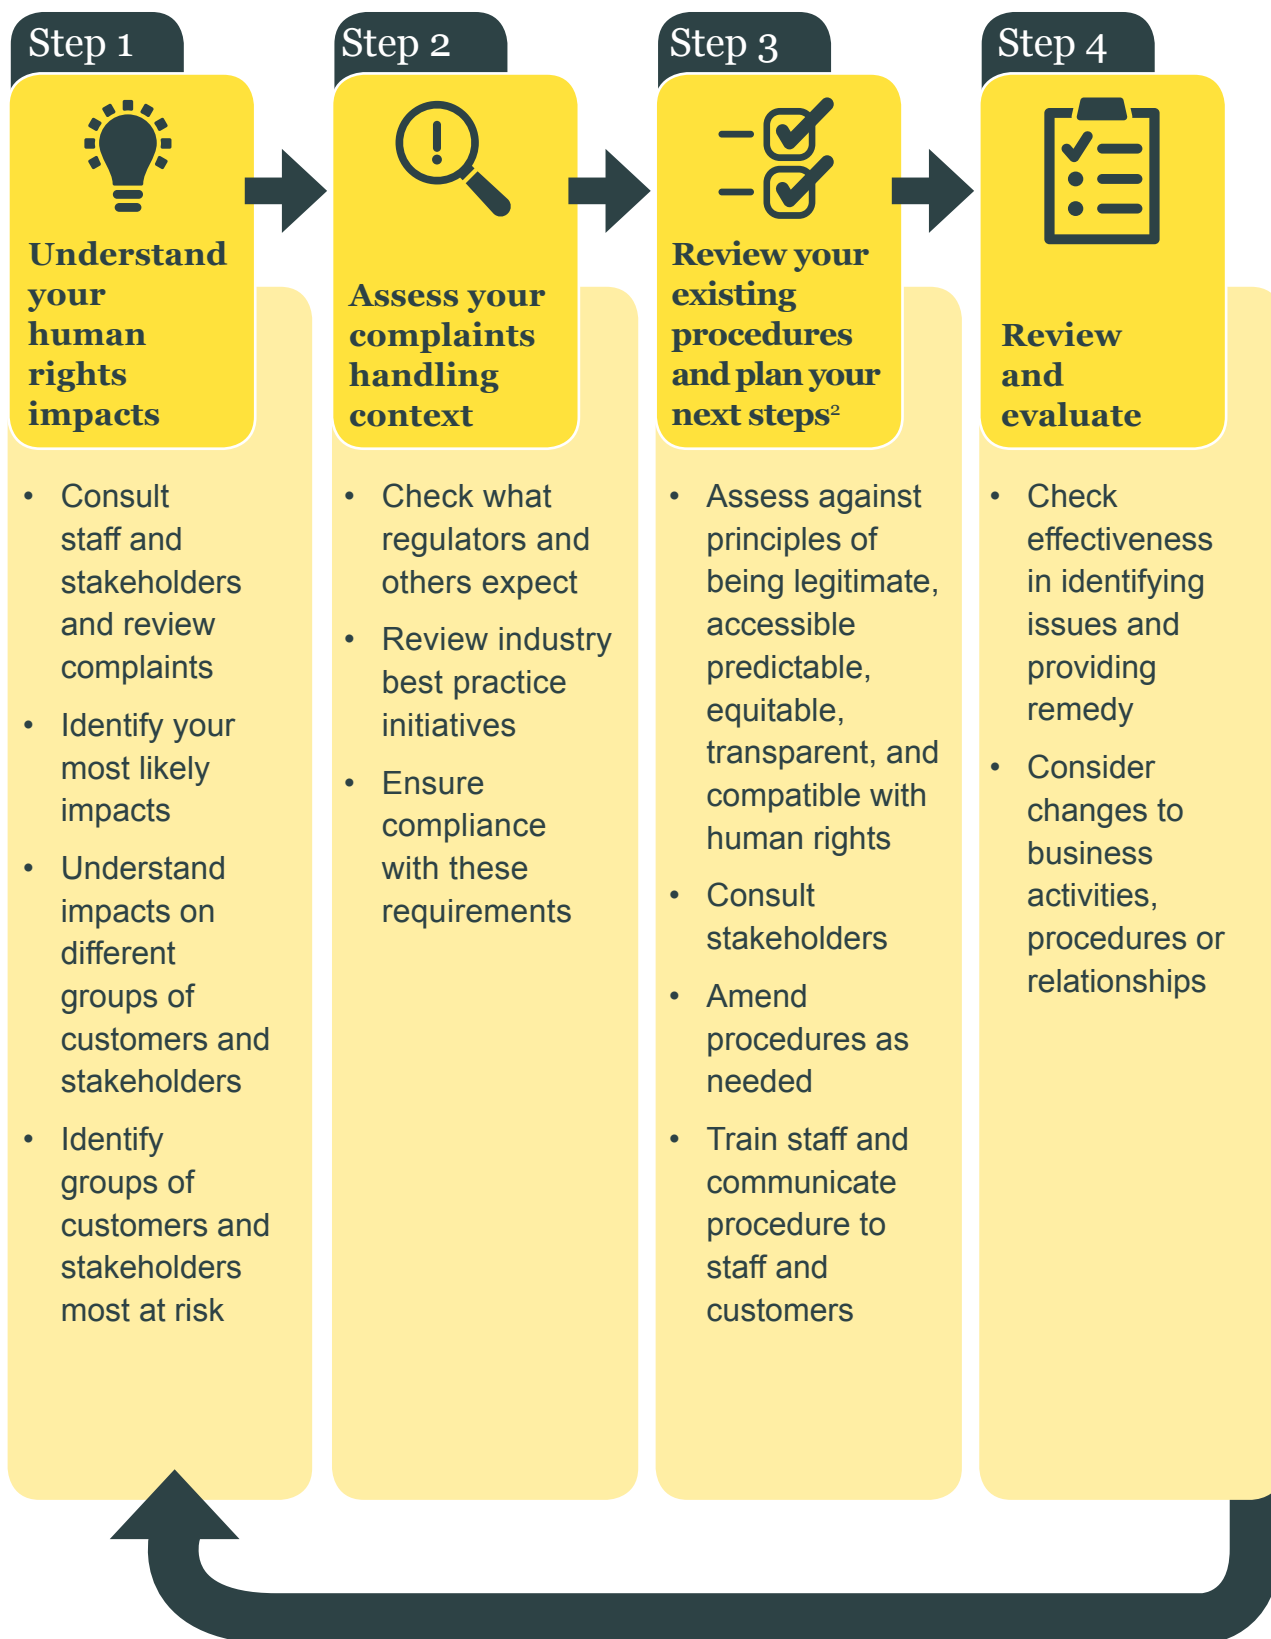 Step 1
Understand
your
human
rights
impacts
• Consult
staff and
stakeholders
and review
complaints
• Identify your
most likely
impacts
• Understand
impacts on
different
groups of
customers and
stakeholders
• Identify
groups of
customers and
stakeholders
most at risk
Step 2
Assess your
complaints
handling
context
• Check what
regulators and
others expect
• Review industry
best practice
initiatives
• Ensure
compliance
with these
requirements
Step 3
Review your
existing
procedures
and plan your
next steps²
• Assess against
principles of
being legitimate,
accessible
predictable,
equitable,
transparent, and
compatible with
human rights
• Consult
stakeholders
• Amend
procedures as
needed
• Train staff and
communicate
procedure to
staff and
customers
Step 4
Review
and
evaluate
• Check
effectiveness
in identifying
issues and
providing
remedy
• Consider
changes to
business
activities,
procedures or
relationships